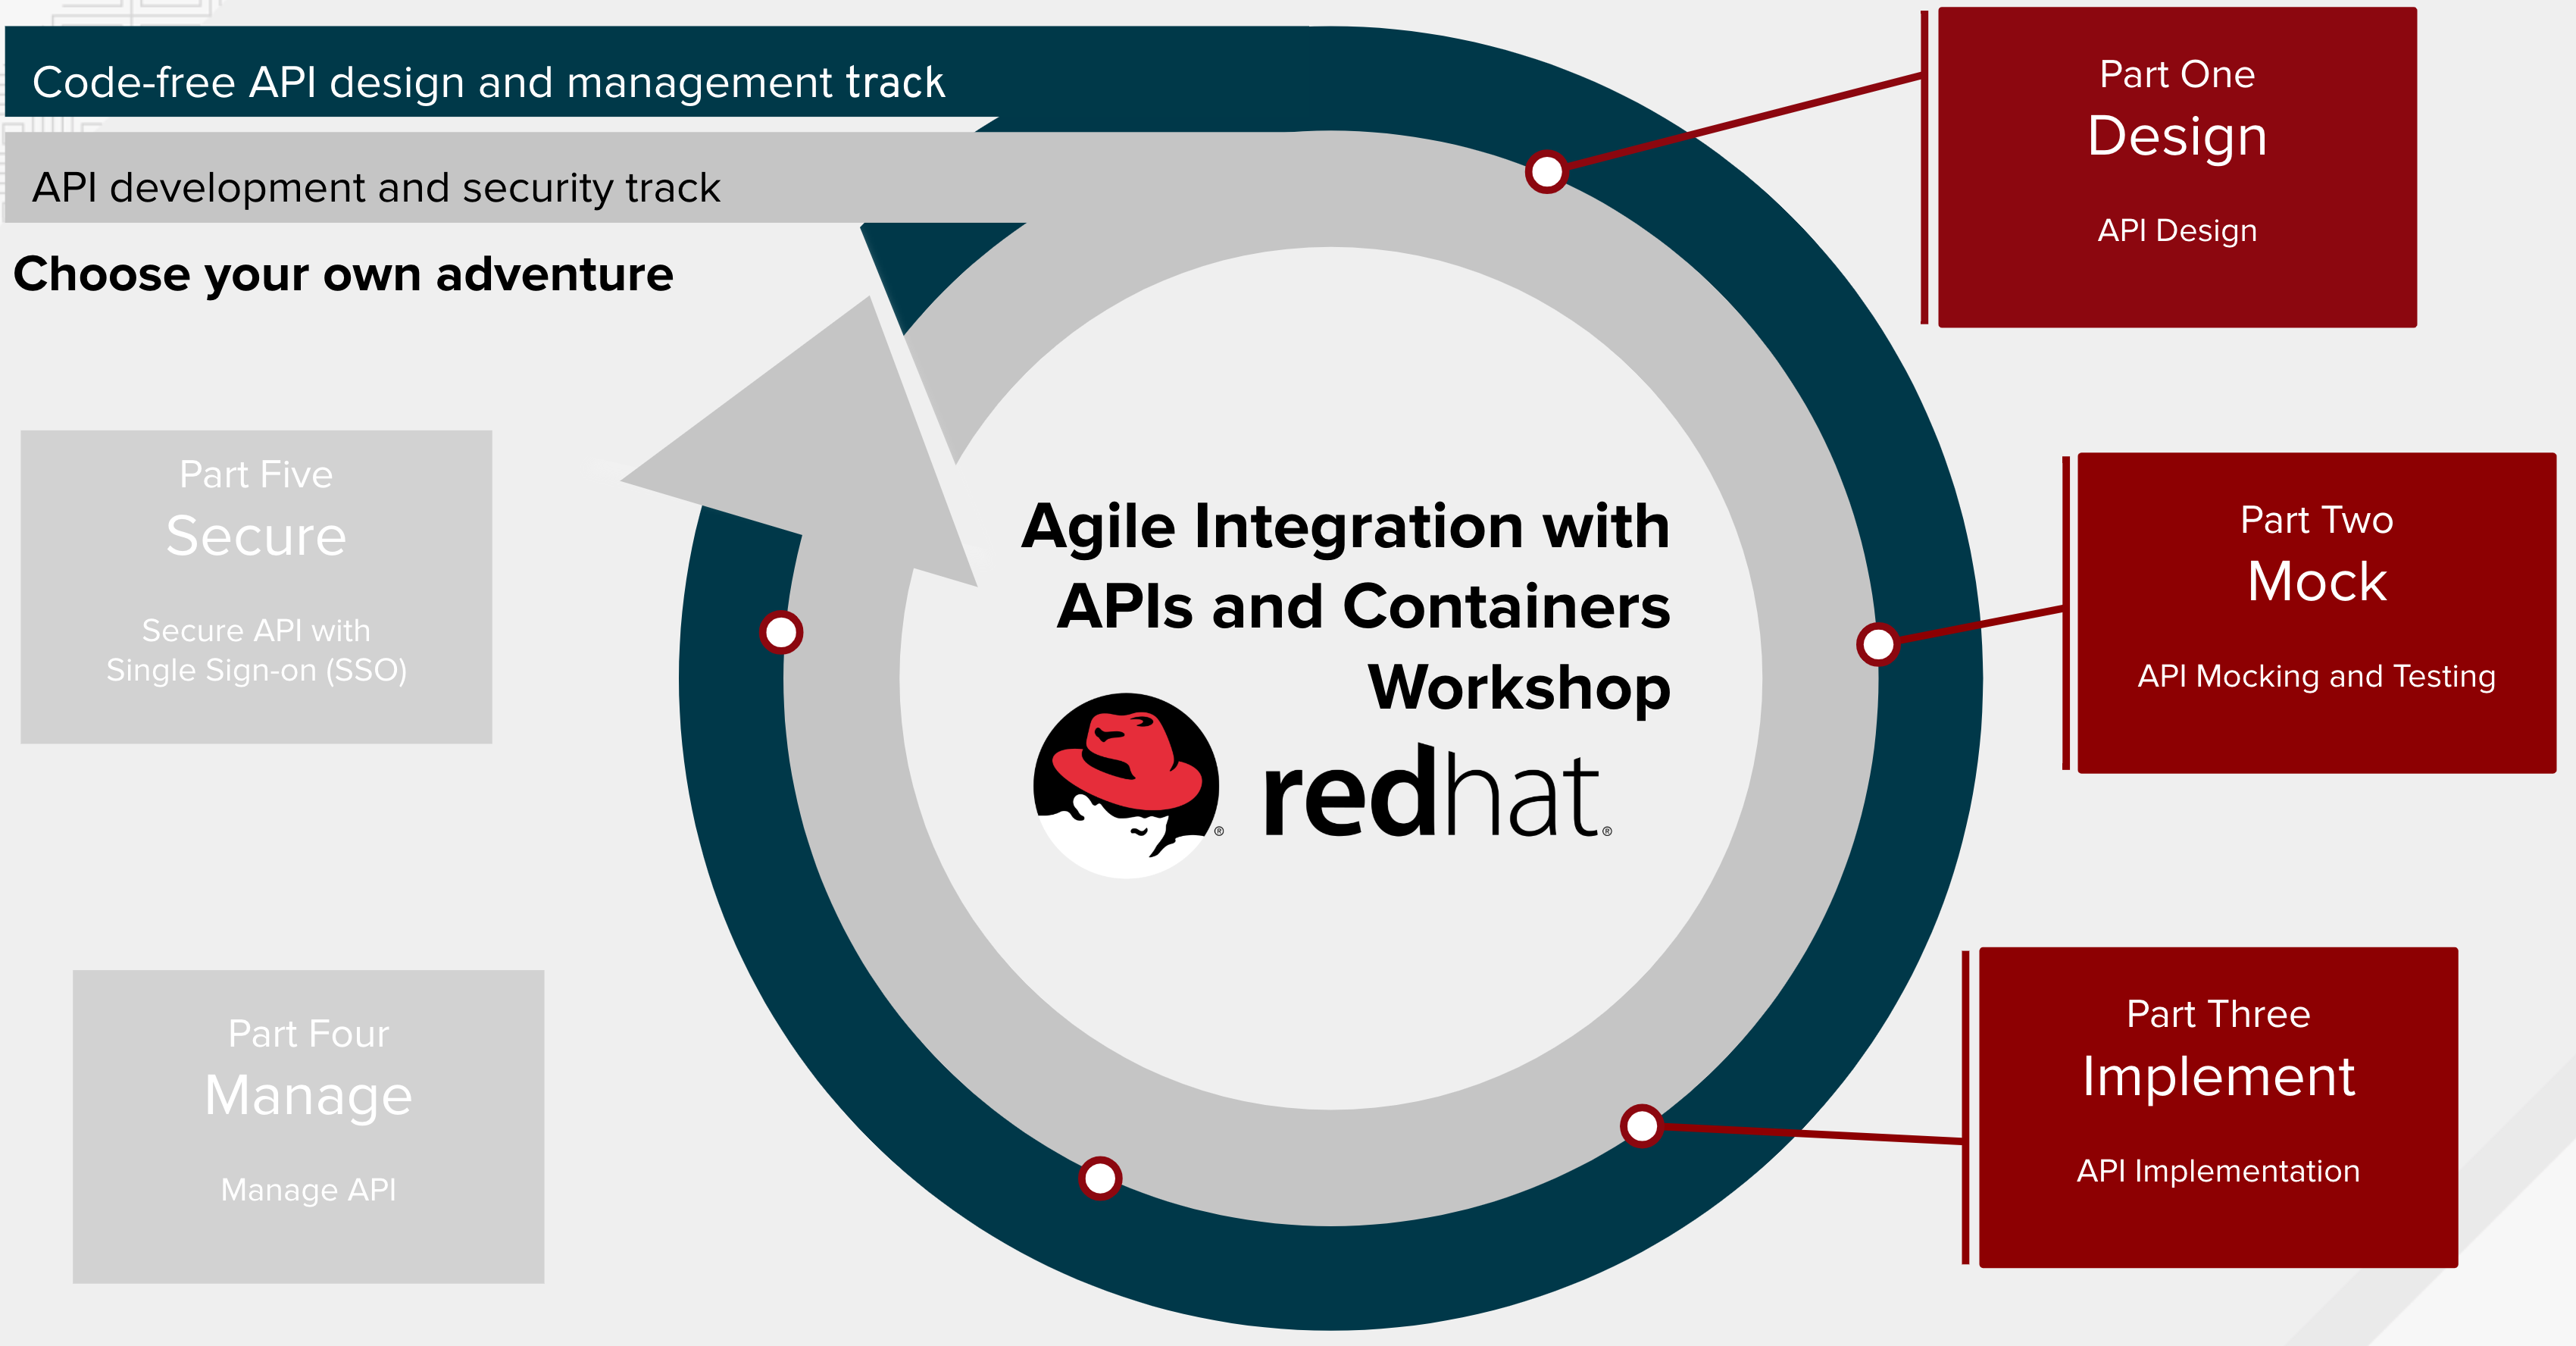 Code-free API design and management track
API development and security track
Choose your own adventure
Part One
Design
API Design
Part Two
Mock
API Mocking and Testing
Part Three
Implement
API Implementation
Part Four
Manage
Manage API
Part Five
Secure
Secure API with
Single Sign-on (SSO)
Agile Integration with
APIs and Containers
Workshop
® redhat®